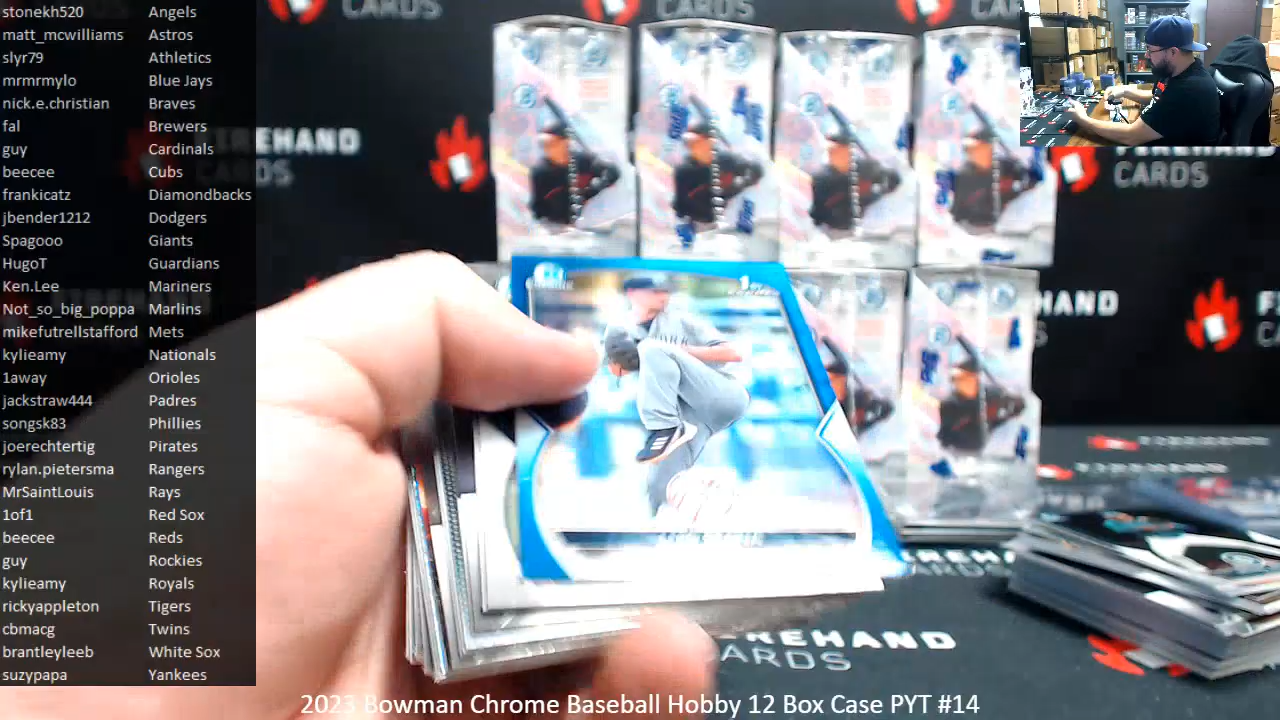 stonekh520 Angels
matt_mcwilliams Astros
slyr79 Athletics
mrmrmylo Blue Jays
nick.e.christian Braves
fal Brewers
guy Cardinals
beecee Cubs
frankicatz Diamondbacks
jbender1212 Dodgers
Spagooo Giants
HugoT Guardians
Ken.Lee Mariners
Not_so_big_poppa Marlins
mikefutrellstafford Mets
kylieamy Nationals
1away Orioles
jackstraw444 Padres
songsk83 Phillies
joerechtertig Pirates
rylan.pietersma Rangers
MrSaintLouis Rays
1of1 Red Sox
beecee Reds
guy Rockies
kylieamy Royals
rickyappleton Tigers
cbmacg Twins
brantleyleeb White Sox
suzypapa Yankees
CARDS
CARDS
FIREHAND
CARDS
CARDS
FIREHAND
CARDS
2023 Bowman Chrome Baseball Hobby 12 Box Case PYT #14